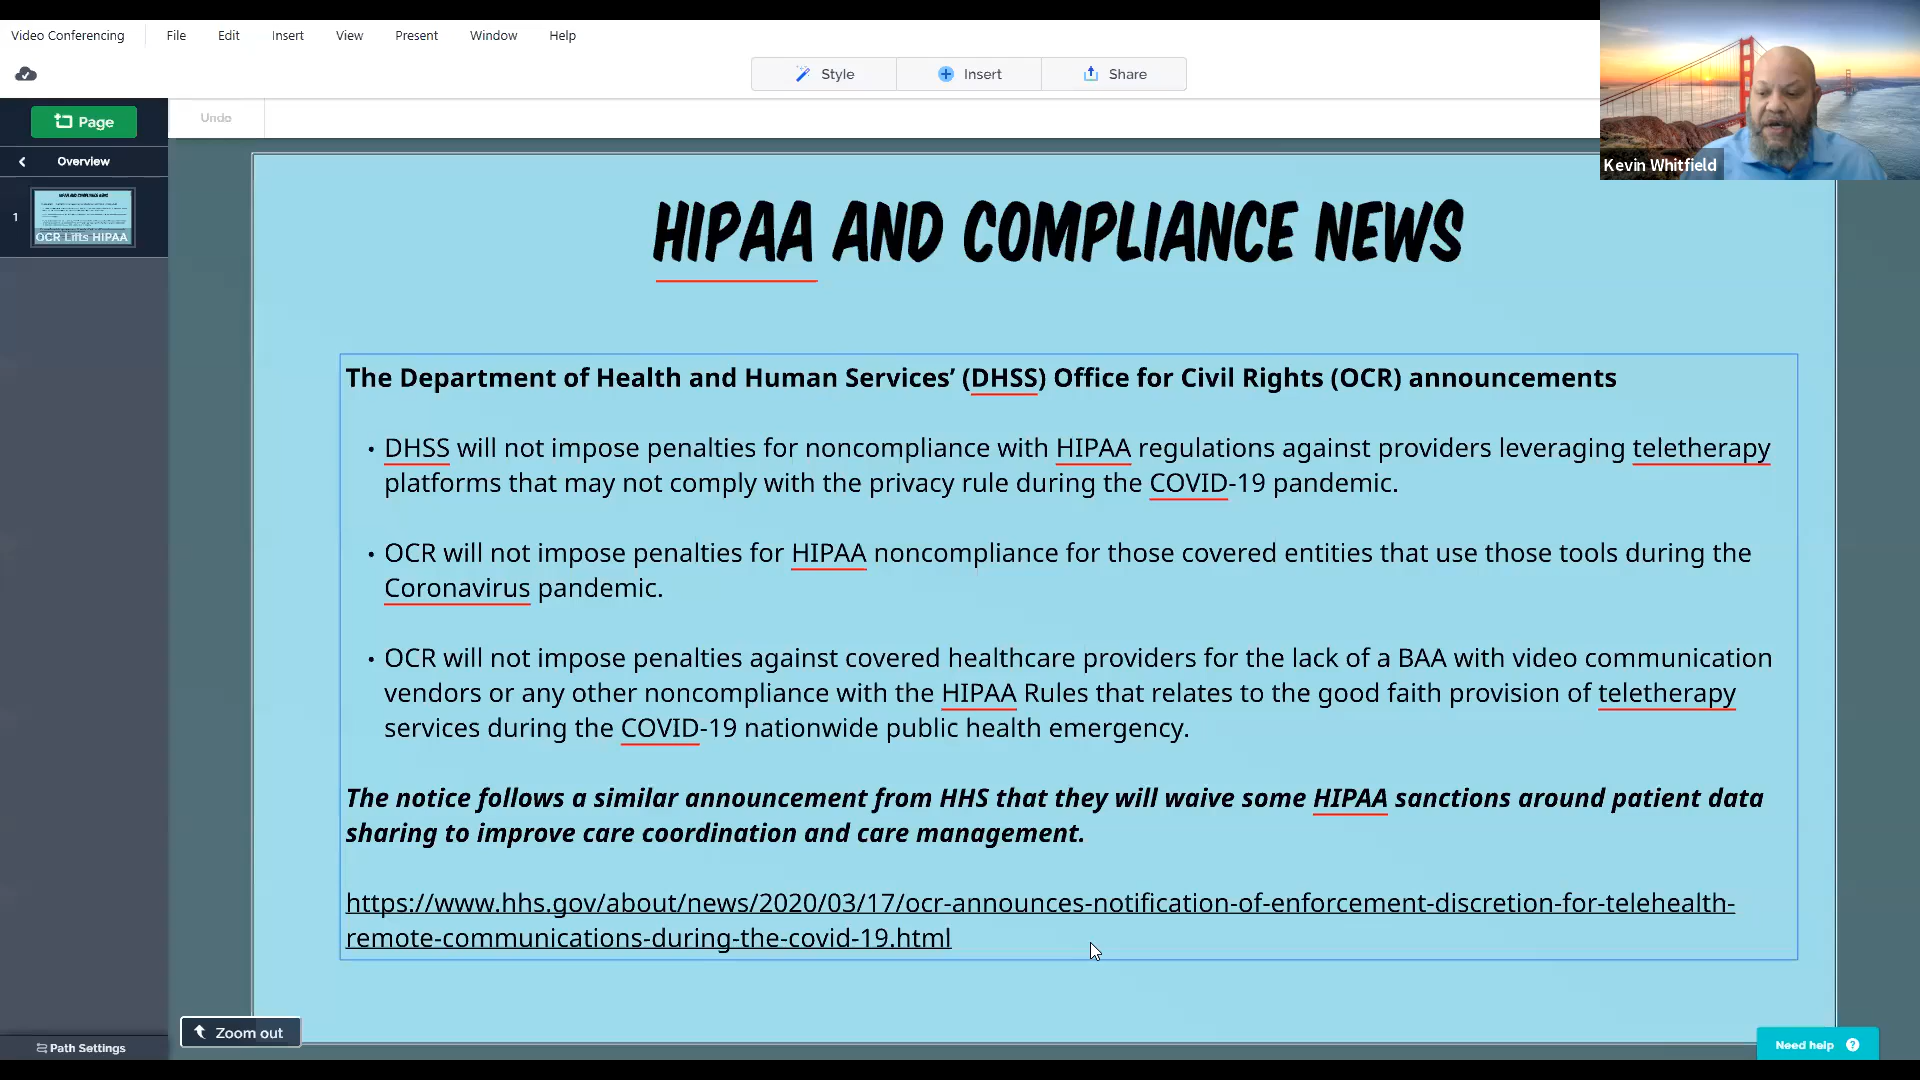 Video Conferencing File Edit Insert View Present Window Help
Style Insert Share
Page
Undo
Overview
1
OCR Lifts HIPAA
Kevin Whitfield
HIPAA AND COMPLIANCE NEWS
The Department of Health and Human Services’ (DHSS) Office for Civil Rights (OCR) announcements
• DHSS will not impose penalties for noncompliance with HIPAA regulations against providers leveraging teletherapy
platforms that may not comply with the privacy rule during the COVID-19 pandemic.
• OCR will not impose penalties for HIPAA noncompliance for those covered entities that use those tools during the
Coronavirus pandemic.
• OCR will not impose penalties against covered healthcare providers for the lack of a BAA with video communication
vendors or any other noncompliance with the HIPAA Rules that relates to the good faith provision of teletherapy
services during the COVID-19 nationwide public health emergency.
The notice follows a similar announcement from HHS that they will waive some HIPAA sanctions around patient data
sharing to improve care coordination and care management.
https://www.hhs.gov/about/news/2020/03/17/ocr-announces-notification-of-enforcement-discretion-for-telehealth-
remote-communications-during-the-covid-19.html
Zoom out
Path Settings
Need help ?